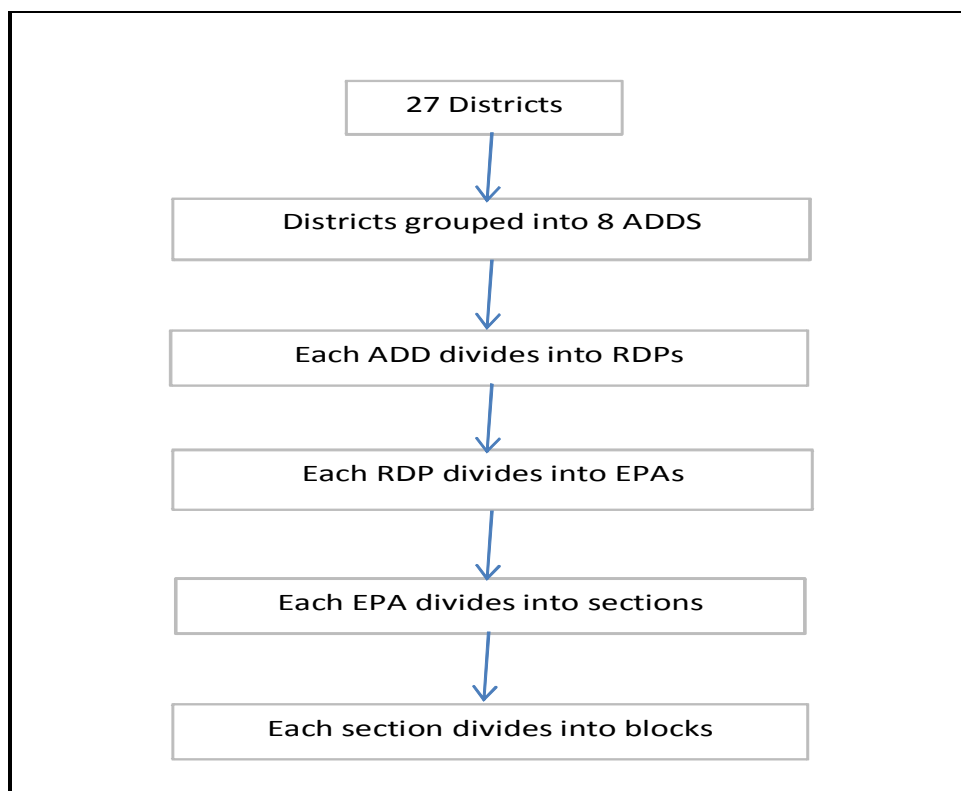 27 Districts
Districts grouped into 8 ADDS
Each ADD divides into RDPs
Each RDP divides into EPAs
Each EPA divides into sections
Each section divides into blocks